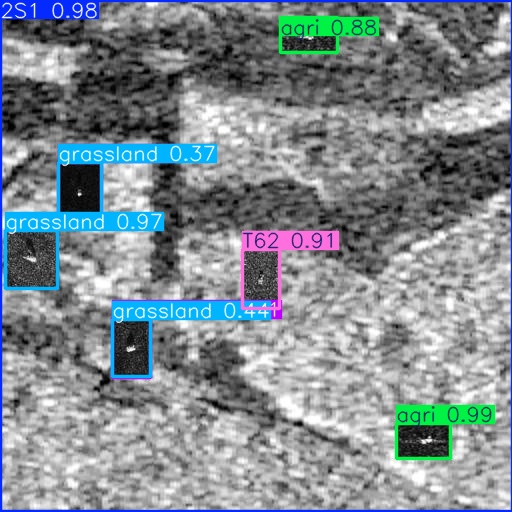 2S1 0.98
agri 0.88
grassland 0.37
grassland 0.97
T62 0.91
grassland 0.44
agri 0.99